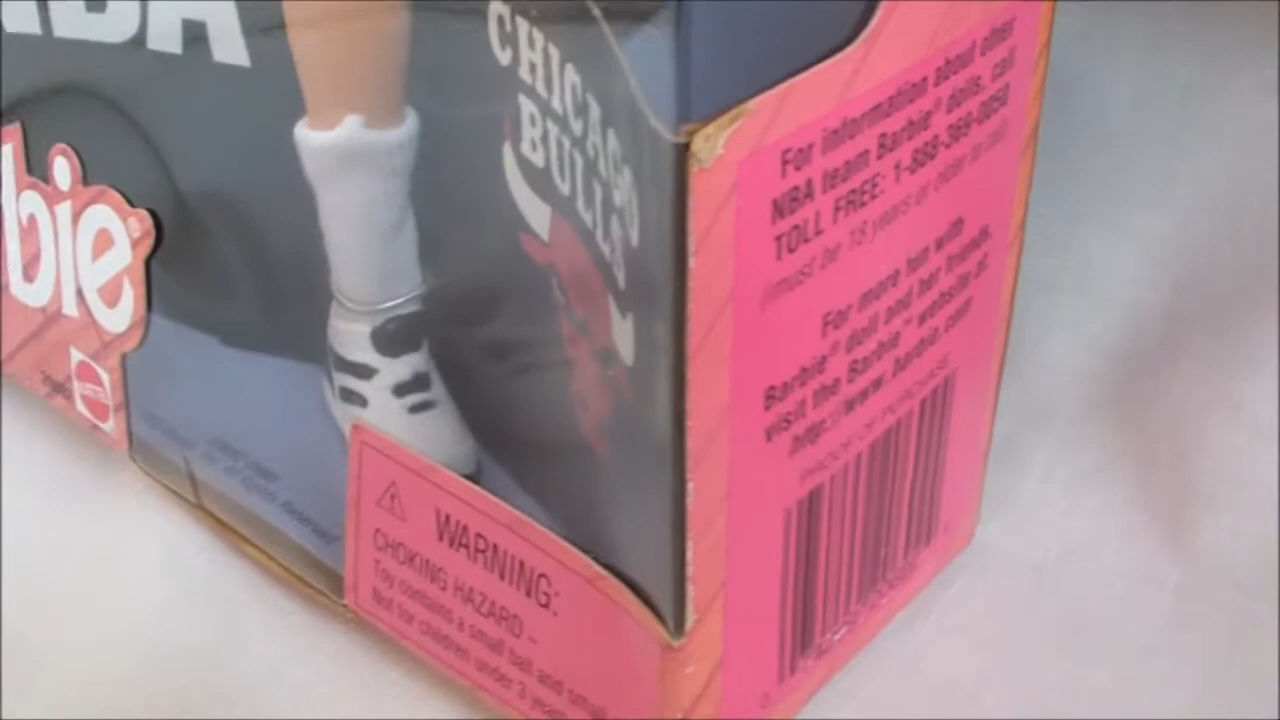 NBA
CHICAGO
BULLS
bie
WARNING:
CHOKING HAZARD –
Toy contains a small ball and small
Not for children under 3 years
For information about other
NBA team Barbie® dolls, call
TOLL FREE: 1-888-369-0050
(must be 18 years or older to call)
For more fun with
Barbie® doll and her friends,
visit the Barbie™ website at:
http://www. barbie.com
PROOF OF PURCHASE